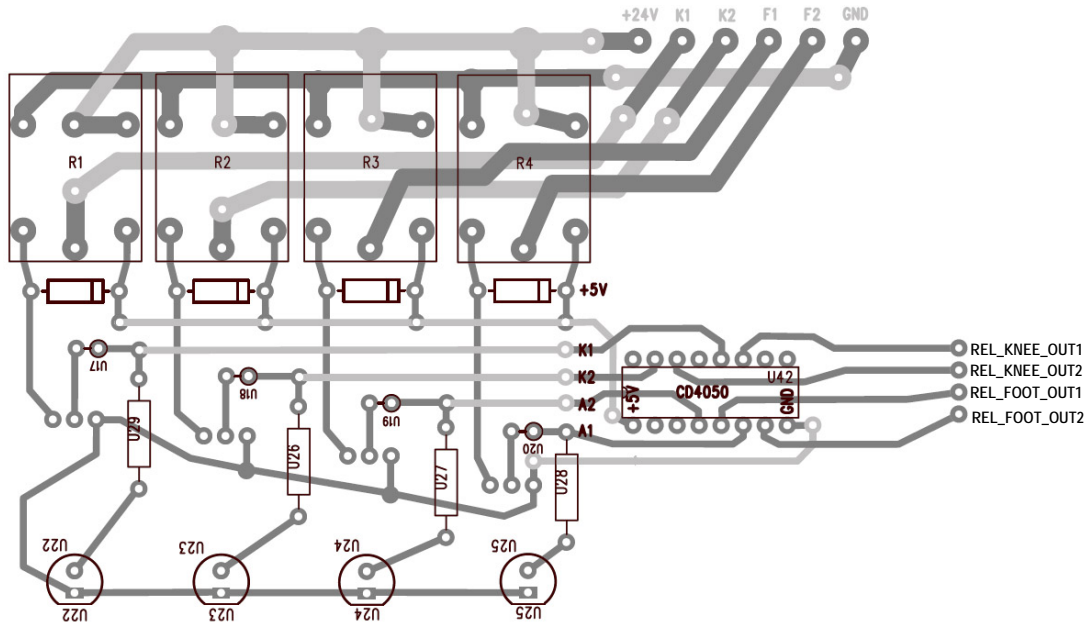 +24V K1 K2 F1 F2 GND
R1 R2 R3 R4
+5V
K1
U17
K2
U18
A2
U19
A1
U20
U42
CD4050
+5V
GND
REL_KNEE_OUT1
REL_KNEE_OUT2
REL_FOOT_OUT1
REL_FOOT_OUT2
U29
U26
U27
U28
U22 U23 U24 U25
U22 U23 U24 U25